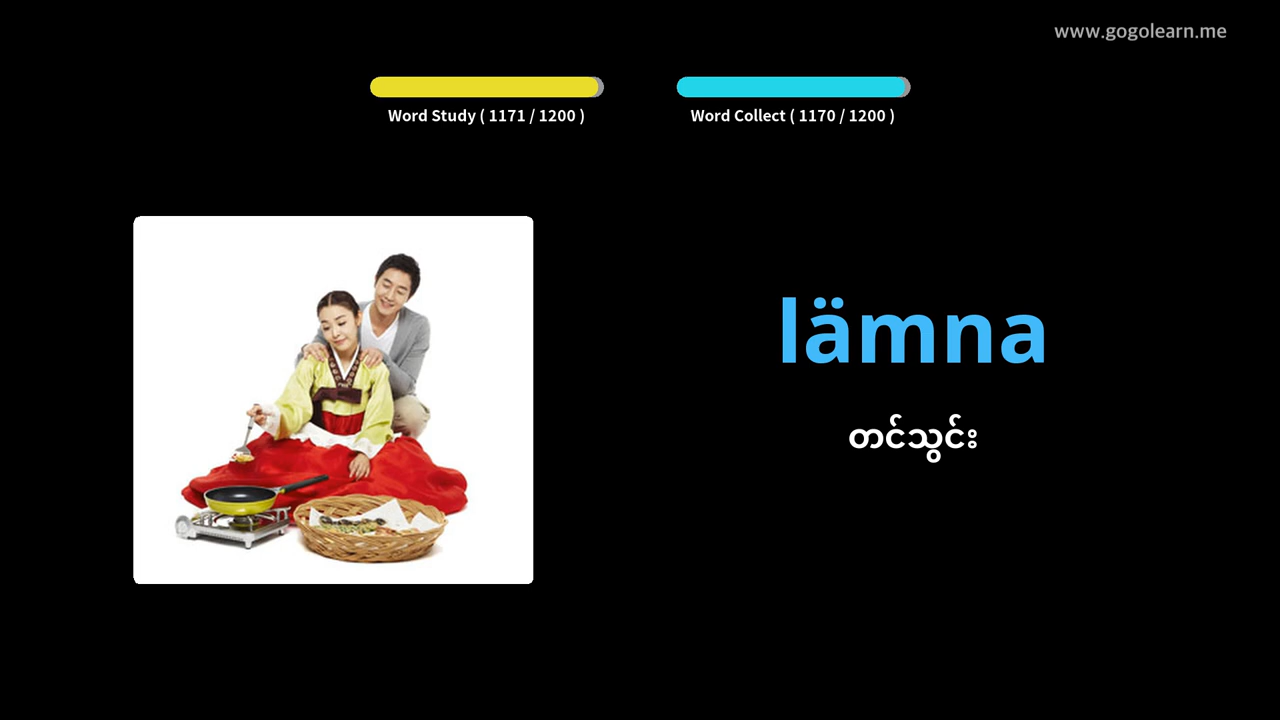 www.gogolearn.me
Word Study ( 1171 / 1200 )
Word Collect ( 1170 / 1200 )
lämna
တင်သွင်း